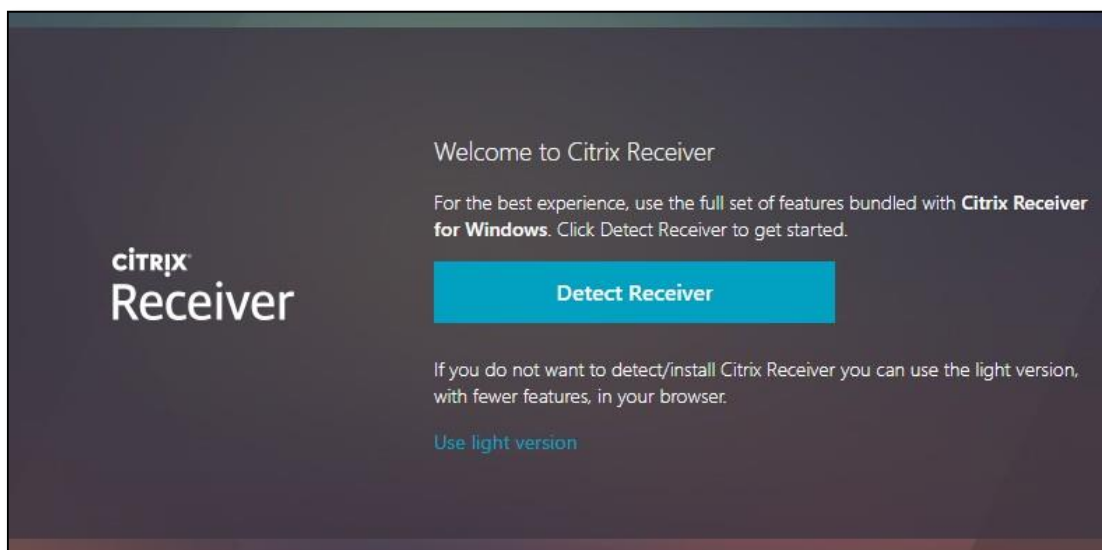 Welcome to Citrix Receiver
For the best experience, use the full set of features bundled with Citrix Receiver
for Windows. Click Detect Receiver to get started.
CITRIX
Receiver
Detect Receiver
If you do not want to detect/install Citrix Receiver you can use the light version,
with fewer features, in your browser.
Use light version